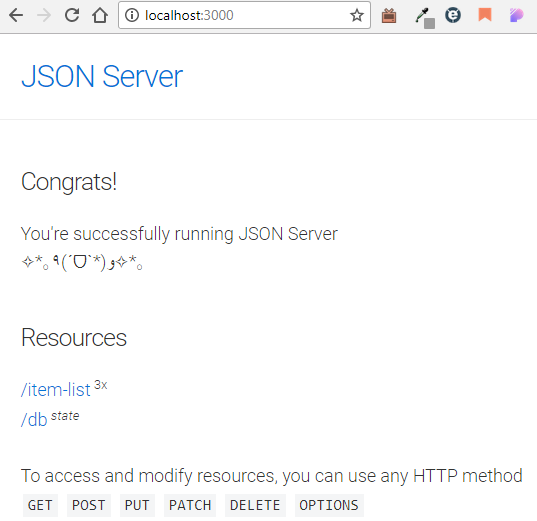 localhost:3000
JSON Server
Congrats!
You're successfully running JSON Server
✧*。٩(ˊᗜˋ*)و✧*。
Resources
/item-list 3x
/db state
To access and modify resources, you can use any HTTP method
GET POST PUT PATCH DELETE OPTIONS